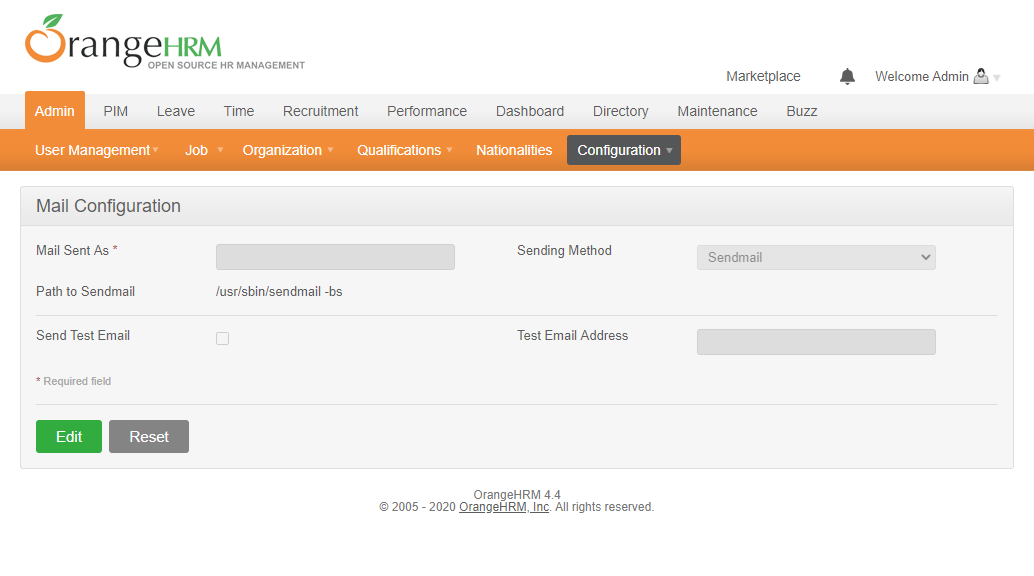 OrangeHRM
OPEN SOURCE HR MANAGEMENT
Marketplace Welcome Admin
Admin PIM Leave Time Recruitment Performance Dashboard Directory Maintenance Buzz
User Management Job Organization Qualifications Nationalities Configuration
Mail Configuration
Mail Sent As * Sending Method Sendmail
Path to Sendmail /usr/sbin/sendmail -bs
Send Test Email Test Email Address
* Required field
Edit Reset
OrangeHRM 4.4
© 2005 - 2020 OrangeHRM, Inc. All rights reserved.